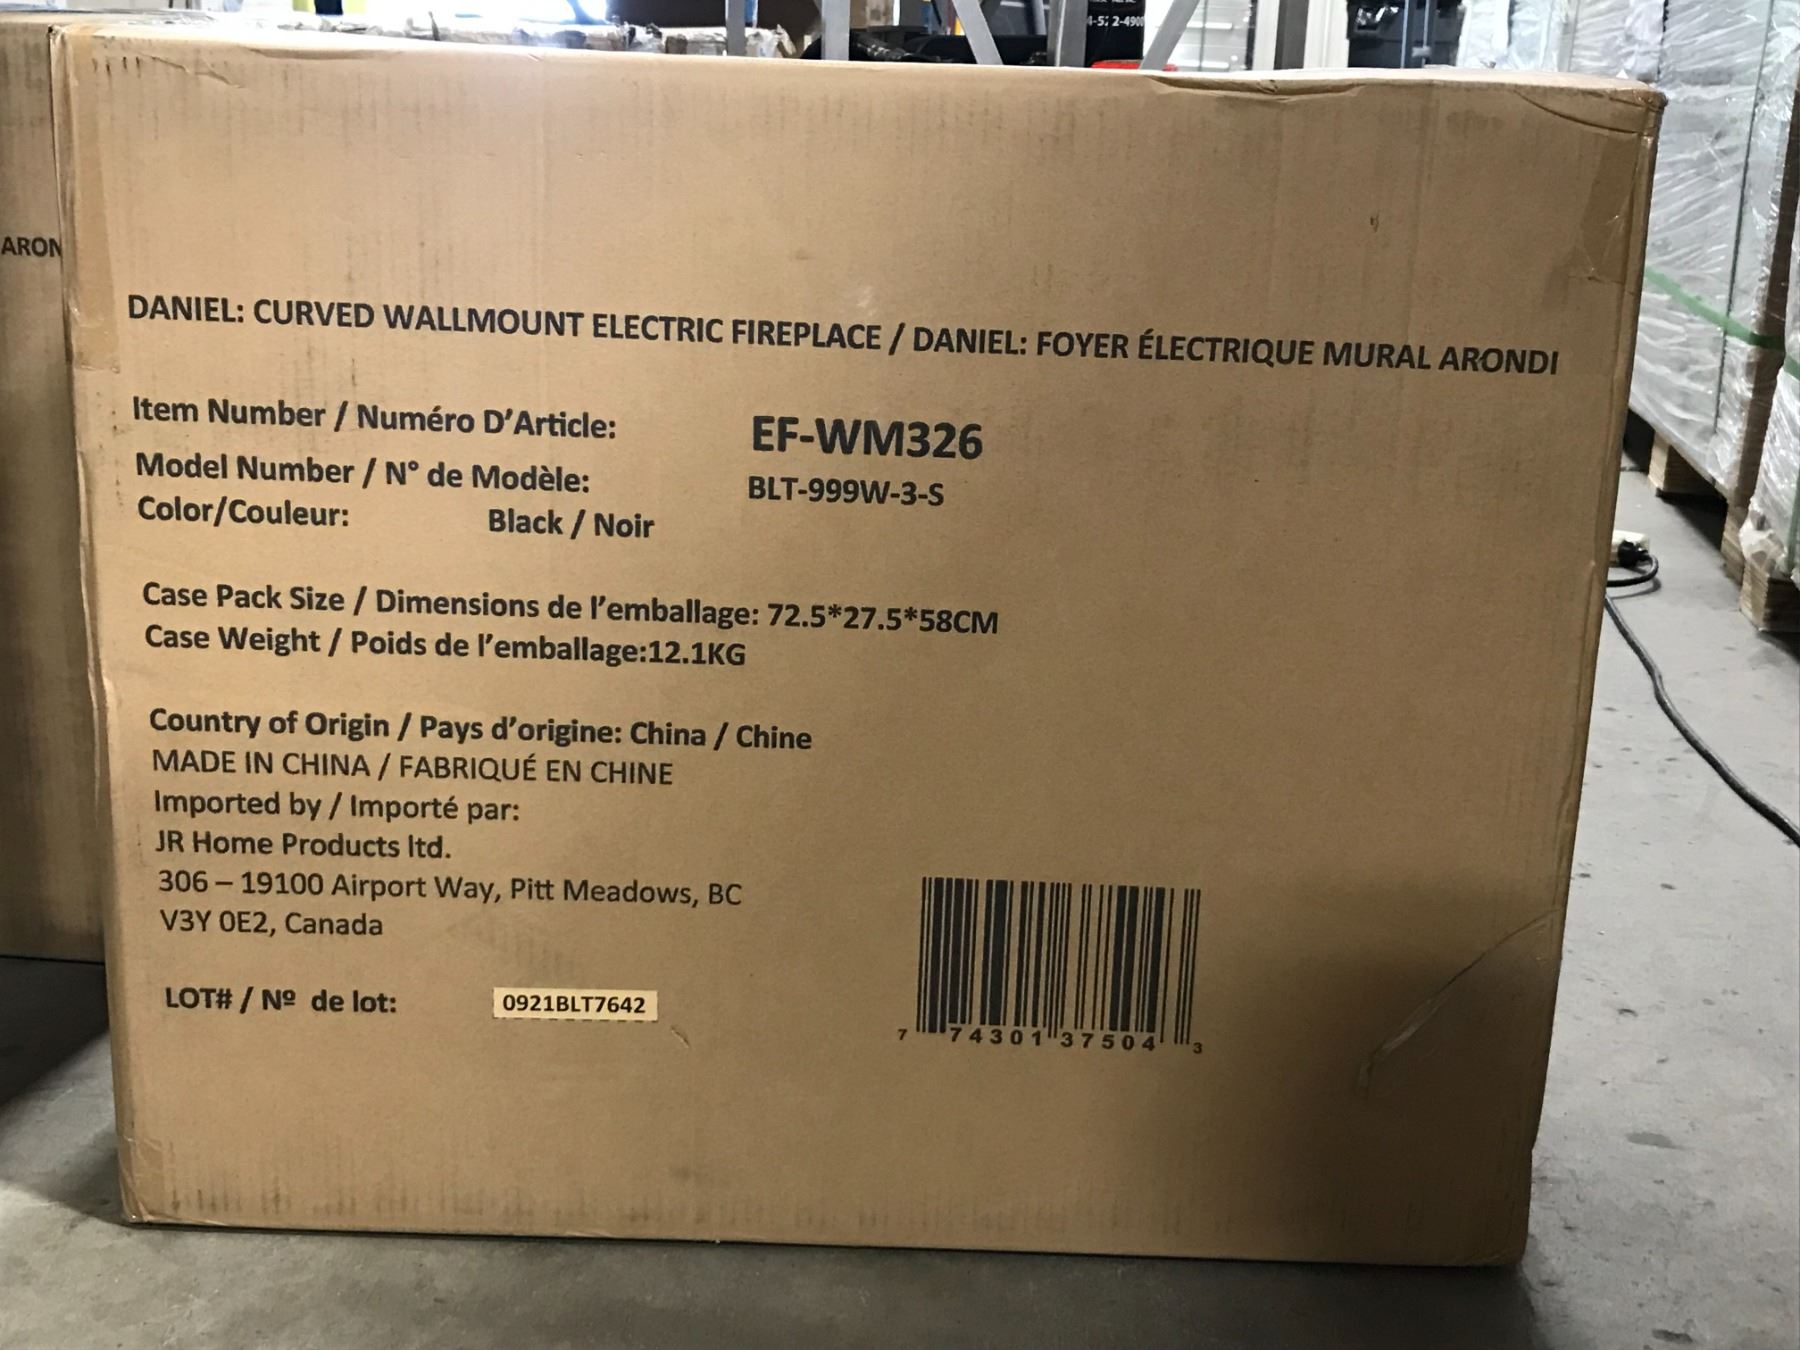 4-522-4900
ARON
DANIEL: CURVED WALLMOUNT ELECTRIC FIREPLACE / DANIEL: FOYER ÉLECTRIQUE MURAL ARONDI
Item Number / Numéro D'Article: EF-WM326
Model Number / N° de Modèle: BLT-999W-3-S
Color/Couleur: Black / Noir
Case Pack Size / Dimensions de l'emballage: 72.5*27.5*58CM
Case Weight / Poids de l'emballage:12.1KG
Country of Origin / Pays d'origine: China / Chine
MADE IN CHINA / FABRIQUÉ EN CHINE
Imported by / Importé par:
JR Home Products ltd.
306 – 19100 Airport Way, Pitt Meadows, BC
V3Y 0E2, Canada
LOT# / Nº de lot: 0921BLT7642
7 74301 37504 3